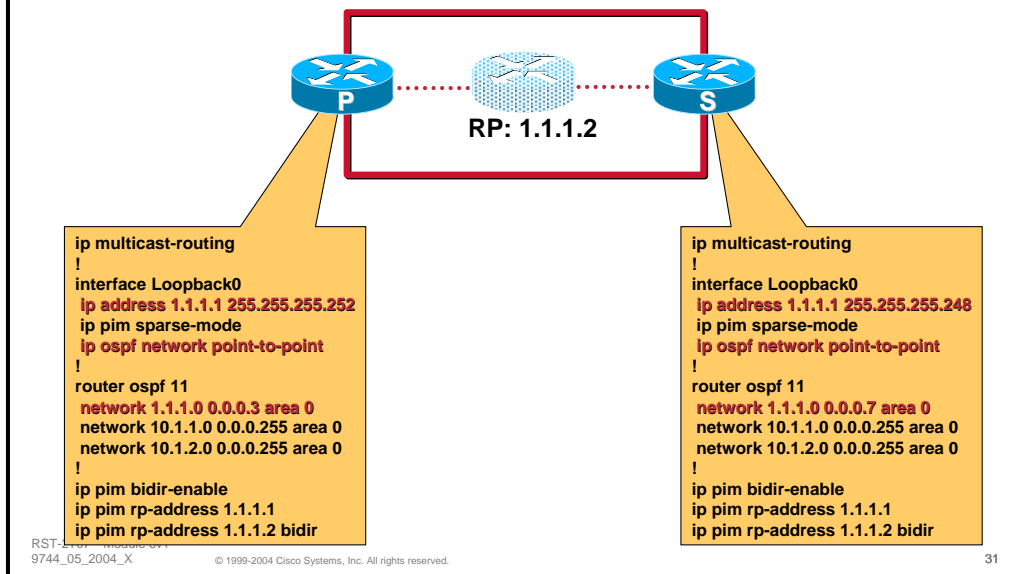 P
S
RP: 1.1.1.2
ip multicast-routing
!
interface Loopback0
ip address 1.1.1.1 255.255.255.252
ip pim sparse-mode
ip ospf network point-to-point
!
router ospf 11
network 1.1.1.0 0.0.0.3 area 0
network 10.1.1.0 0.0.0.255 area 0
network 10.1.2.0 0.0.0.255 area 0
!
ip pim bidir-enable
ip pim rp-address 1.1.1.1
ip pim rp-address 1.1.1.2 bidir
ip multicast-routing
!
interface Loopback0
ip address 1.1.1.1 255.255.255.248
ip pim sparse-mode
ip ospf network point-to-point
!
router ospf 11
network 1.1.1.0 0.0.0.7 area 0
network 10.1.1.0 0.0.0.255 area 0
network 10.1.2.0 0.0.0.255 area 0
!
ip pim bidir-enable
ip pim rp-address 1.1.1.1
ip pim rp-address 1.1.1.2 bidir
9744_05_2004_X
© 1999-2004 Cisco Systems, Inc. All rights reserved.
31